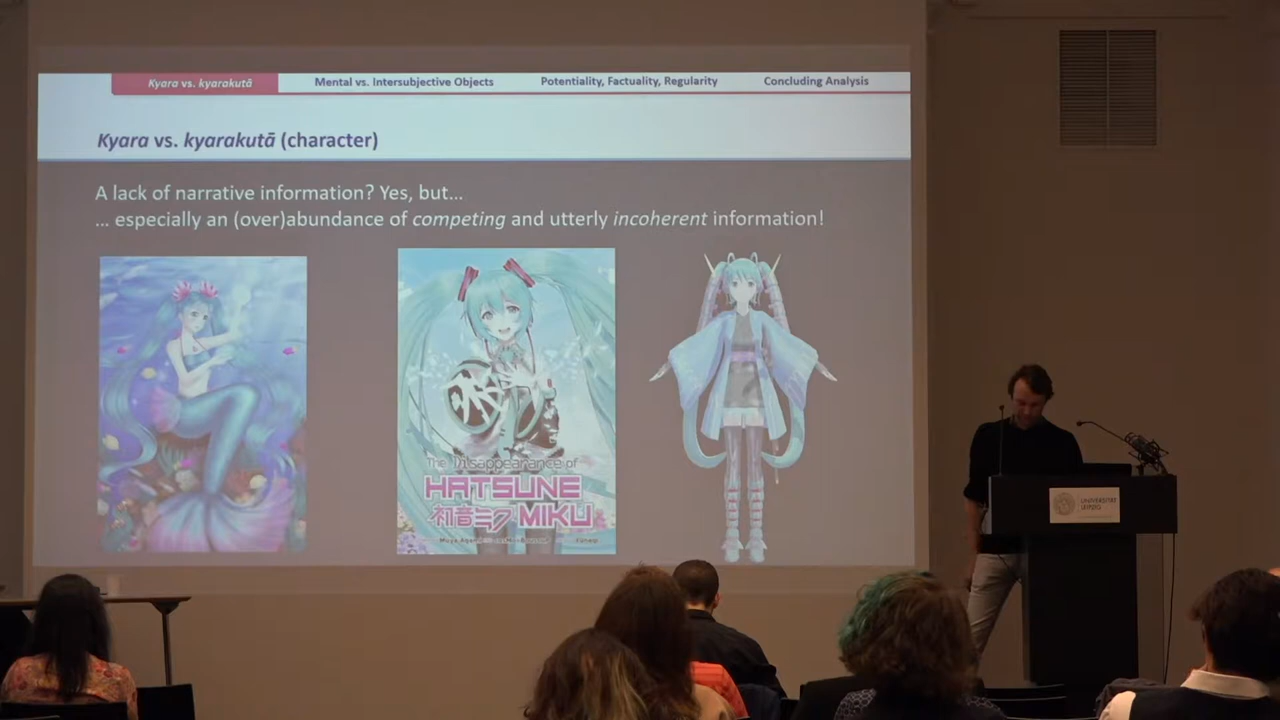 Kyara vs. kyarakutā
Mental vs. Intersubjective Objects
Potentiality, Factuality, Regularity
Concluding Analysis
Kyara vs. kyarakutā (character)
A lack of narrative information? Yes, but...
... especially an (over)abundance of competing and utterly incoherent information!
The Disappearance of
HATSUNE
初音ミク MIKU
UNIVERSITÄT
LEIPZIG